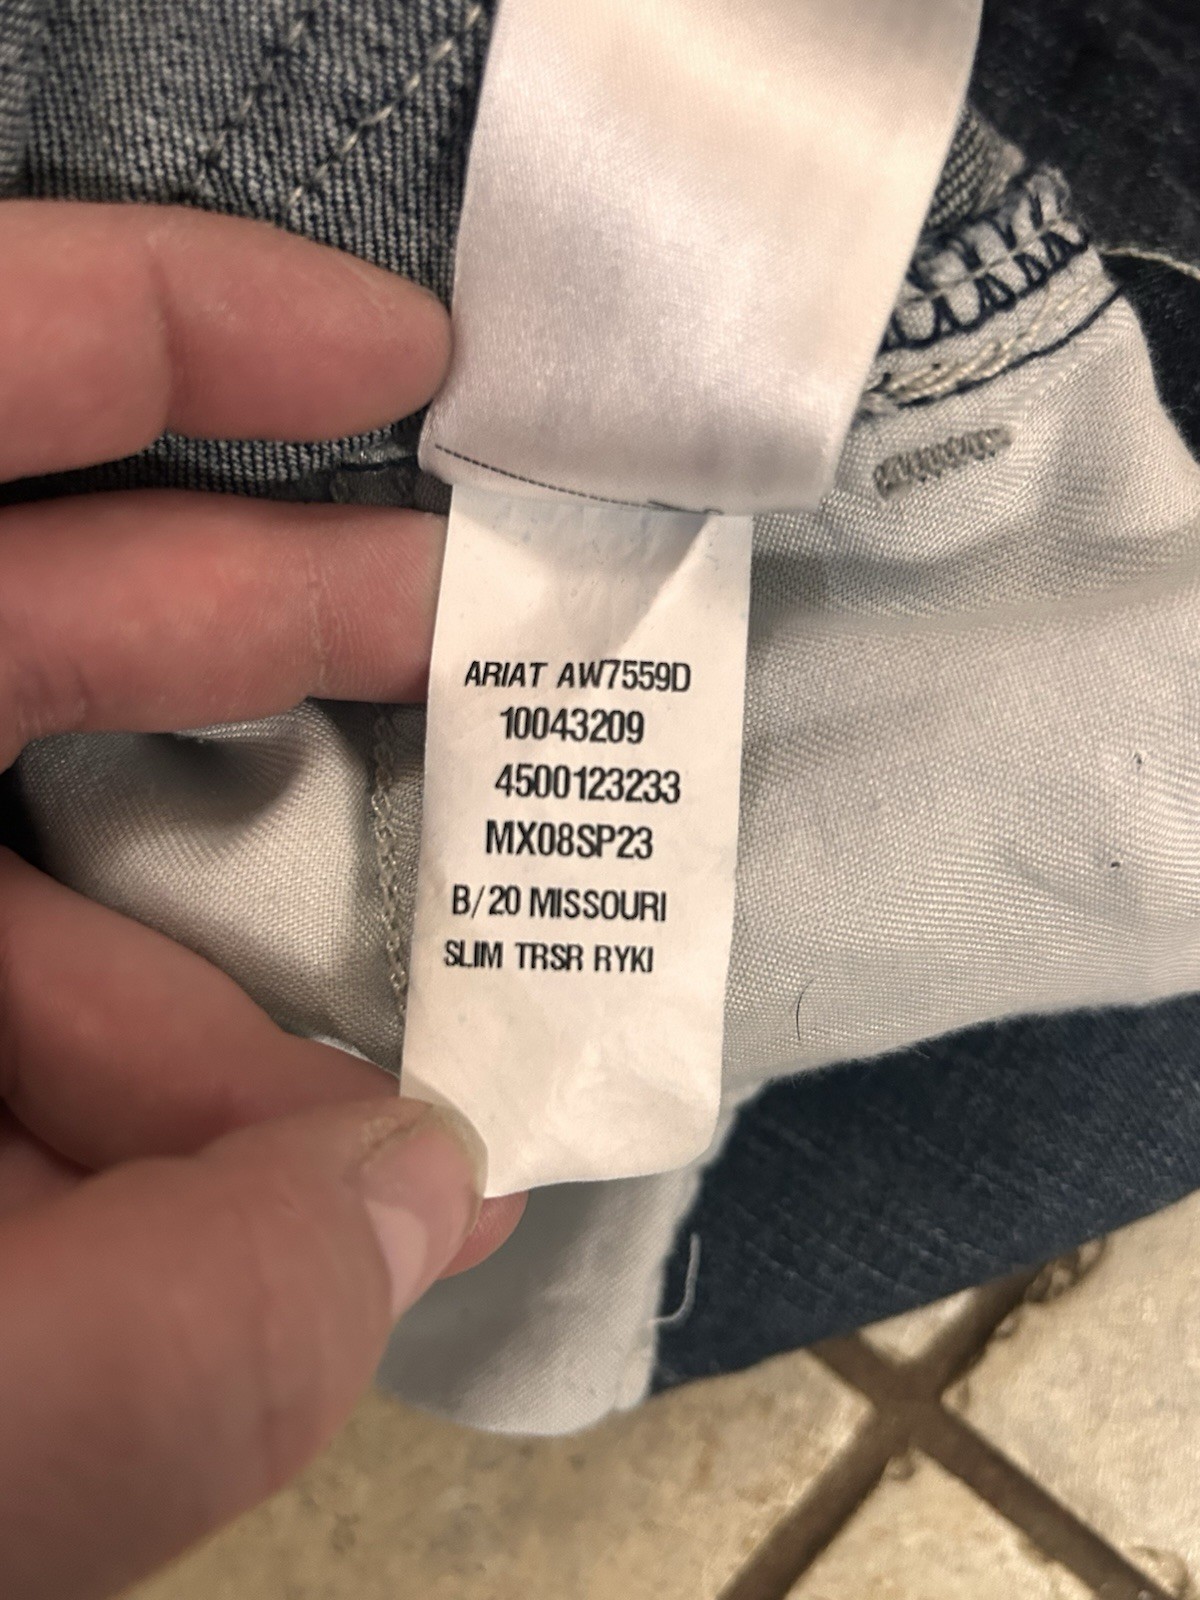 ARIAT AW7559D
10043209
4500123233
MX08SP23
B/20 MISSOURI
SLIM TRSR RYKI